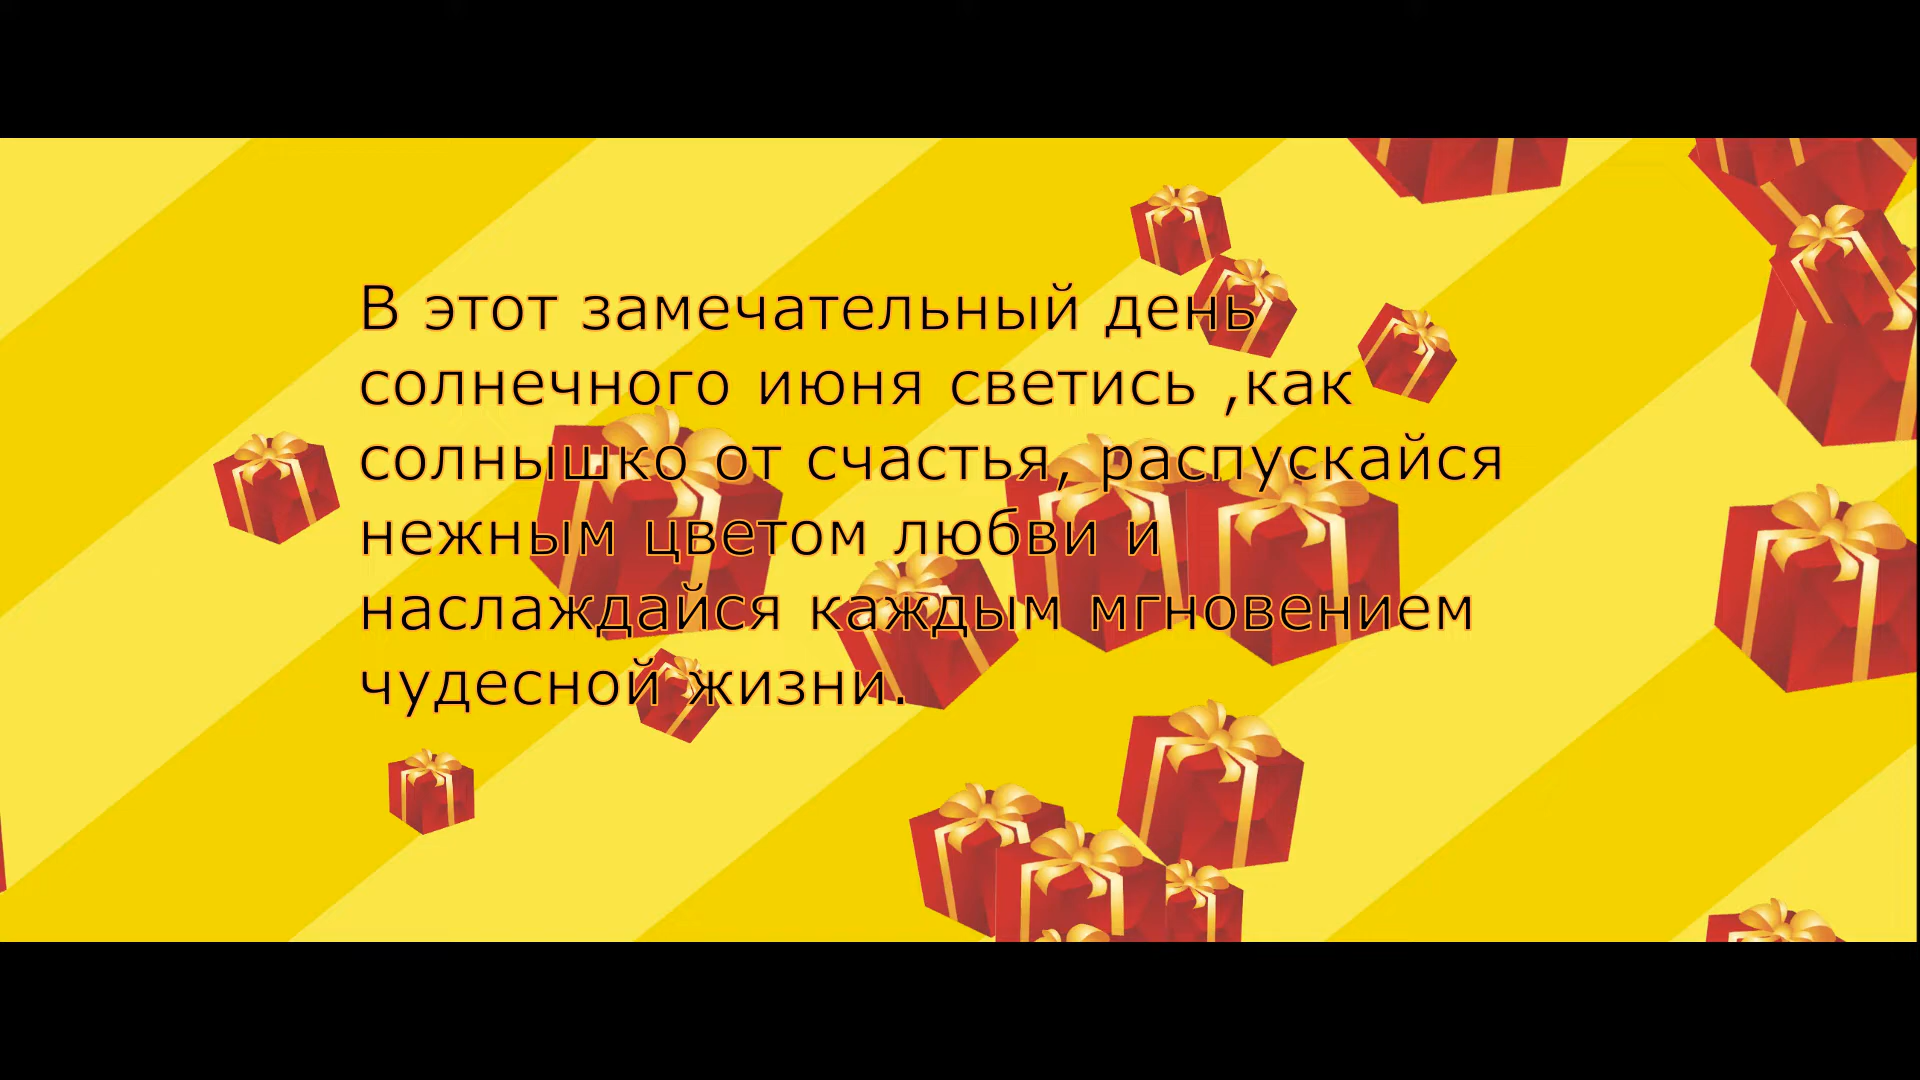 В этот замечательный день
солнечного июня светись ,как
солнышко от счастья, распускайся
нежным цветом любви и
наслаждайся каждым мгновением
чудесной жизни.